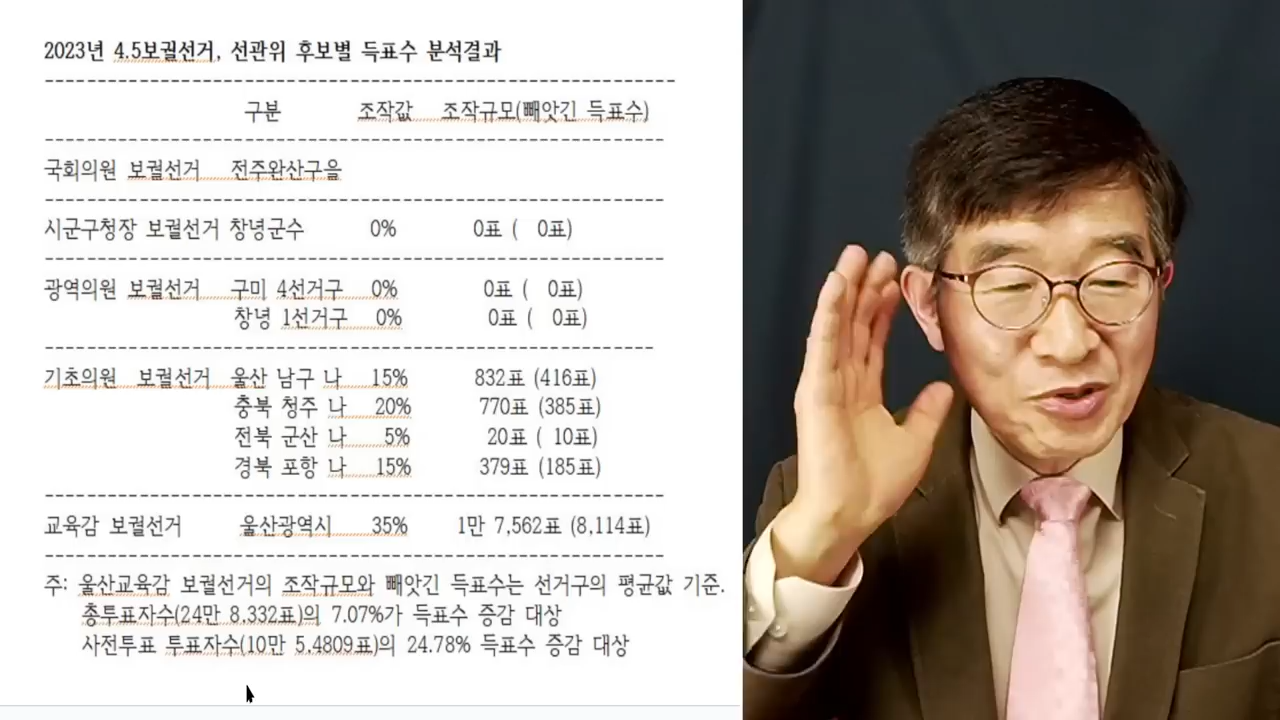 2023년 4.5보궐선거, 선관위 후보별 득표수 분석결과
구분 조작값 조작규모(빼앗긴 득표수)
국회의원 보궐선거 전주완산구을
시군구청장 보궐선거 창녕군수 0% 0표 ( 0표)
광역의원 보궐선거 구미 4선거구 0% 0표 ( 0표)
창녕 1선거구 0% 0표 ( 0표)
기초의원 보궐선거 울산 남구 나 15% 832표 (416표)
충북 청주 나 20% 770표 (385표)
전북 군산 나 5% 20표 ( 10표)
경북 포항 나 15% 379표 (185표)
교육감 보궐선거 울산광역시 35% 1만 7,562표 (8,114표)
주: 울산교육감 보궐선거의 조작규모와 빼앗긴 득표수는 선거구의 평균값 기준.
총투표자수(24만 8.332표)의 7.07%가 득표수 증감 대상
사전투표 투표자수(10만 5.4809표)의 24.78% 득표수 증감 대상